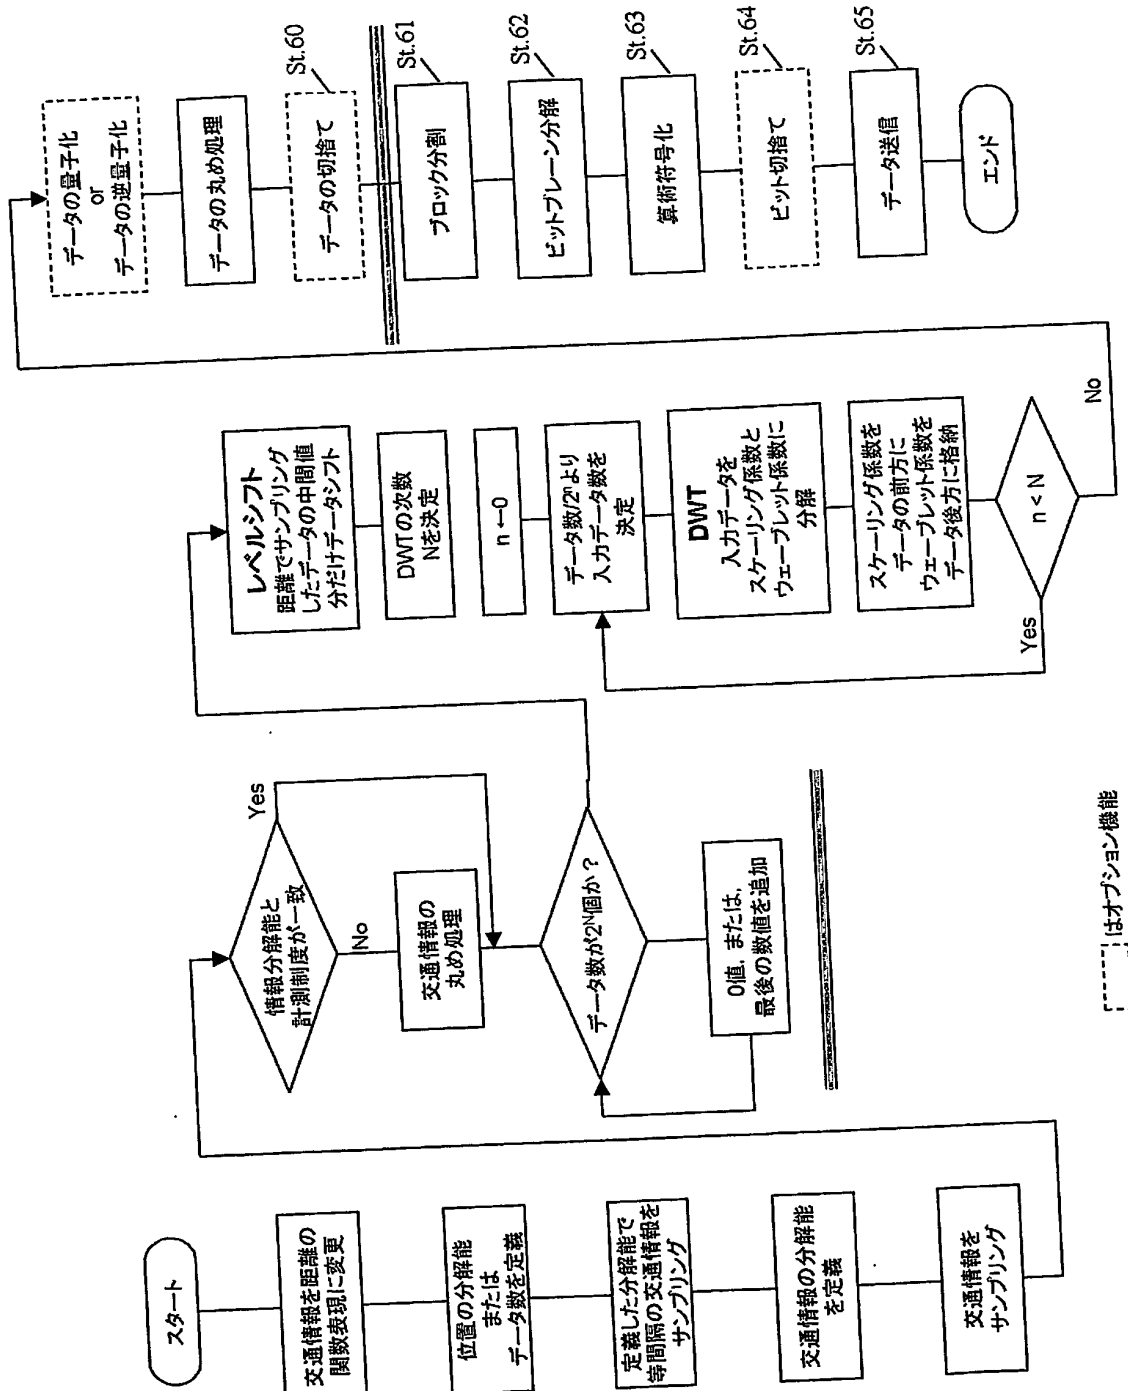 スタート
交通情報を距離の
関数表現に変更
位置の分解能
または
データ数を定義
定義した分解能で
等間隔の交通情報を
サンプリング
交通情報の分解能
を定義
交通情報を
サンプリング
情報分解能と
計測制度が一致
Yes
No
交通情報の
丸め処理
データ数が2ᴺ個か？
0値，または，
最後の数値を追加
レベルシフト
距離でサンプリング
したデータの中間値
分だけデータシフト
DWTの次数
Nを決定
n ←0
データ数/2ⁿより
入力データ数を
決定
DWT
入力データを
スケーリング係数と
ウェーブレット係数に
分解
スケーリング係数を
データの前方に
ウェーブレット係数を
データ後方に格納
n < N
Yes
No
データの量子化
or
データの逆量子化
データの丸め処理
データの切捨て
St.60
ブロック分割
St.61
ビットプレーン分解
St.62
算術符号化
St.63
ビット切捨て
St.64
データ送信
St.65
エンド
はオプション機能